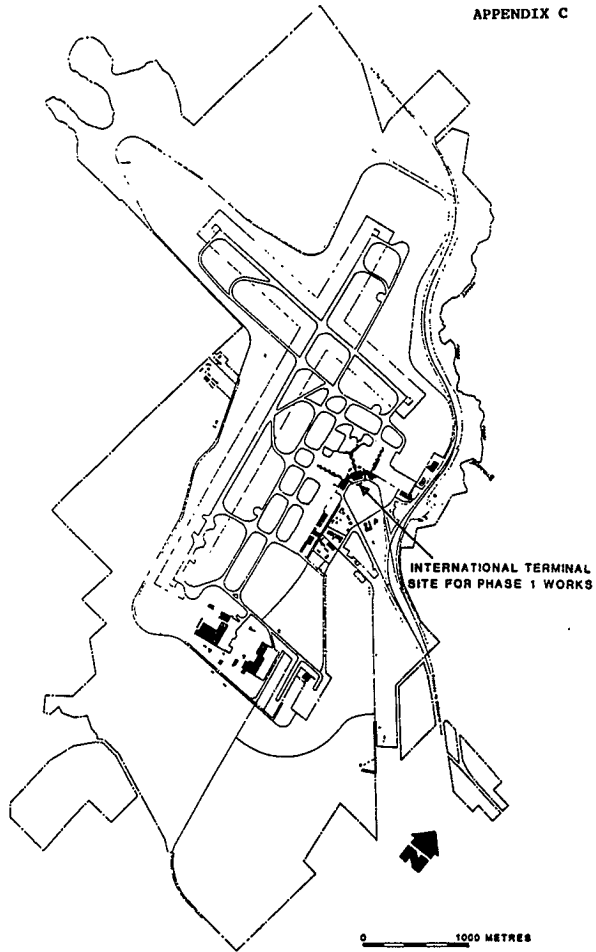 APPENDIX C
INTERNATIONAL TERMINAL
SITE FOR PHASE 1 WORKS
N
0 1000 METRES